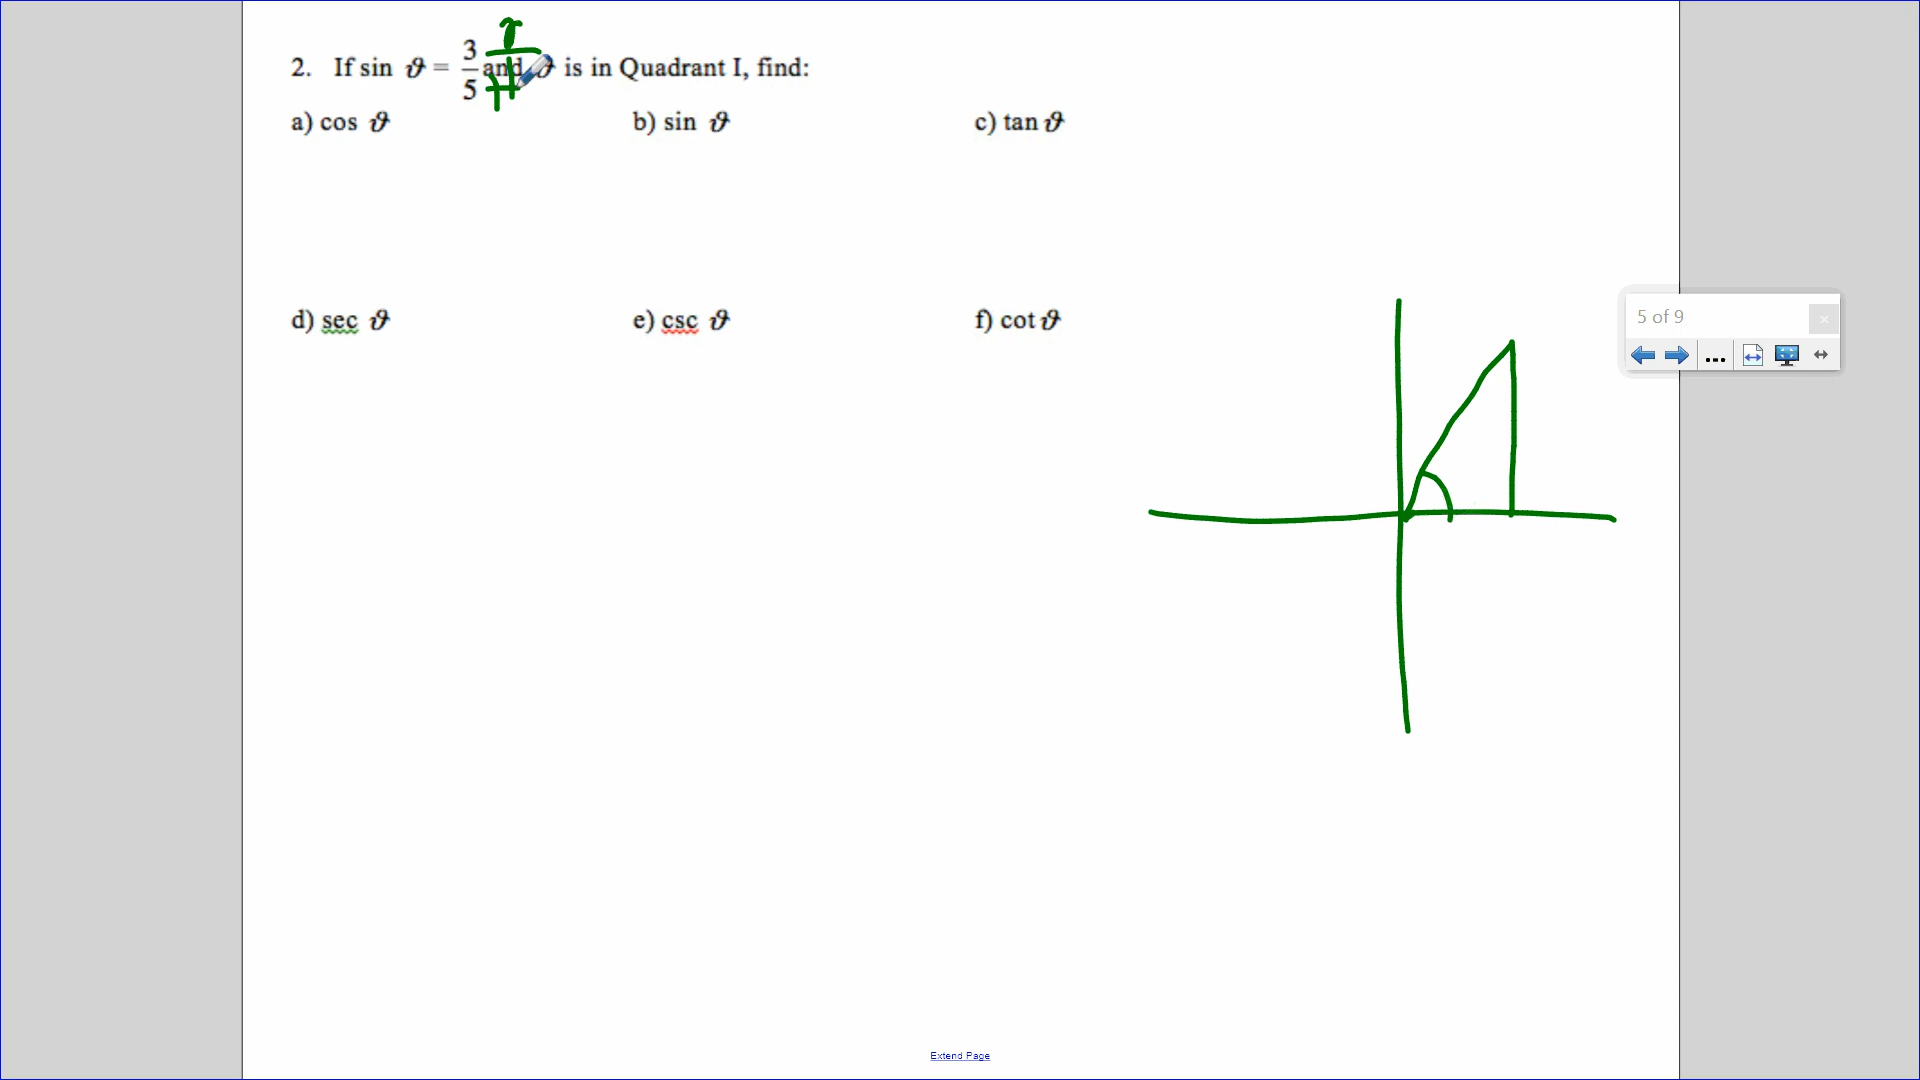 2. If sin ϑ = 3/5 and ϑ is in Quadrant I, find:
a) cos ϑ b) sin ϑ c) tan ϑ
d) sec ϑ e) csc ϑ f) cot ϑ
5 of 9
Extend Page